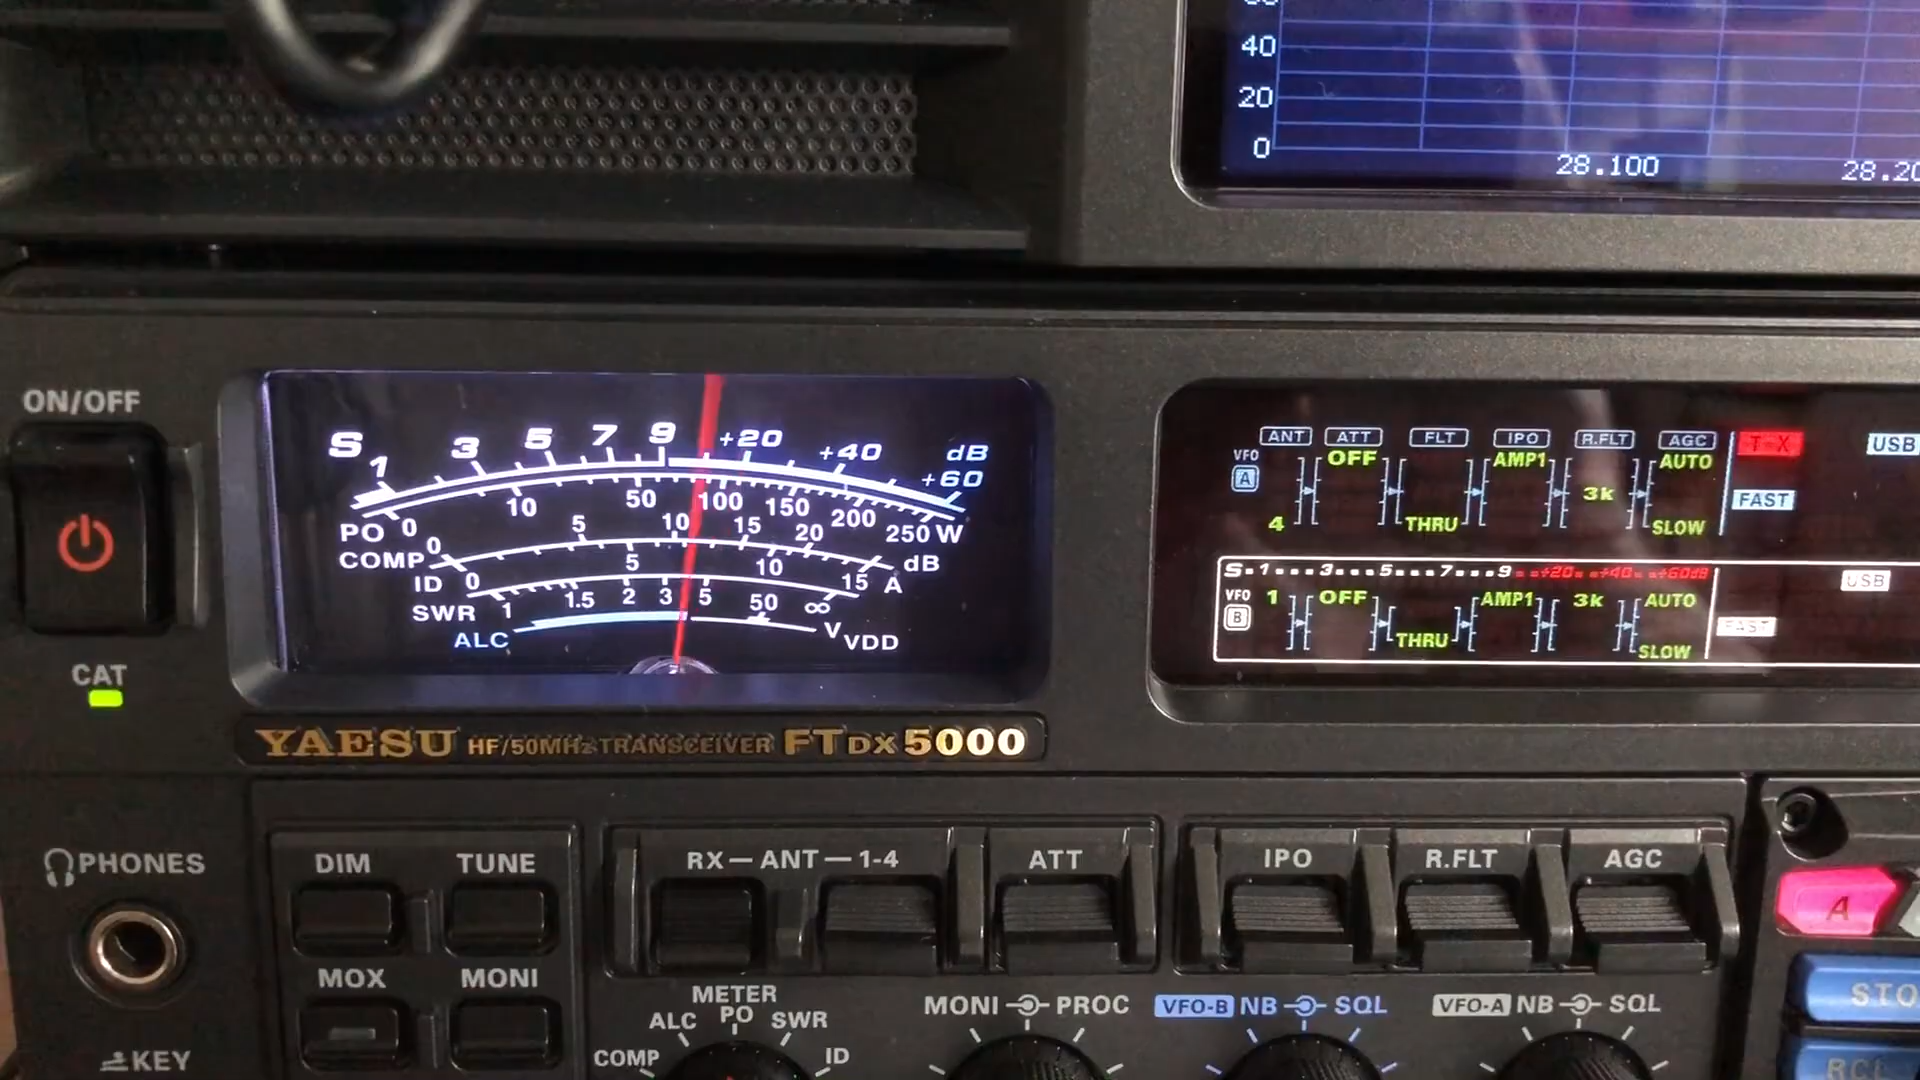 40
20
0
28.100
28.20
ON/OFF
CAT
S 1 3 5 7 9 +20 +40 +60 dB
PO 0 10 50 100 150 200 250 W
COMP 0 5 10 15 20 dB
ID 0 5 10 15 A
SWR 1 1.5 2 3 5 50 ∞
ALC V VDD
YAESU HF/50MHz TRANSCEIVER FTDX5000
ANT ATT FLT IPO R.FLT AGC T-X USB
VFO A OFF AMP1 AUTO
3k FAST
4 THRU SLOW
S 1 3 5 7 9 +20 +40 +60dB USB
VFO B 1 OFF AMP1 3k AUTO
FAST
THRU SLOW
PHONES
DIM TUNE
RX—ANT—1-4 ATT IPO R.FLT AGC
A
MOX MONI
METER
COMP ALC PO SWR ID
MONI PROC
VFO-B NB SQL
VFO-A NB SQL
STO
RCL
KEY